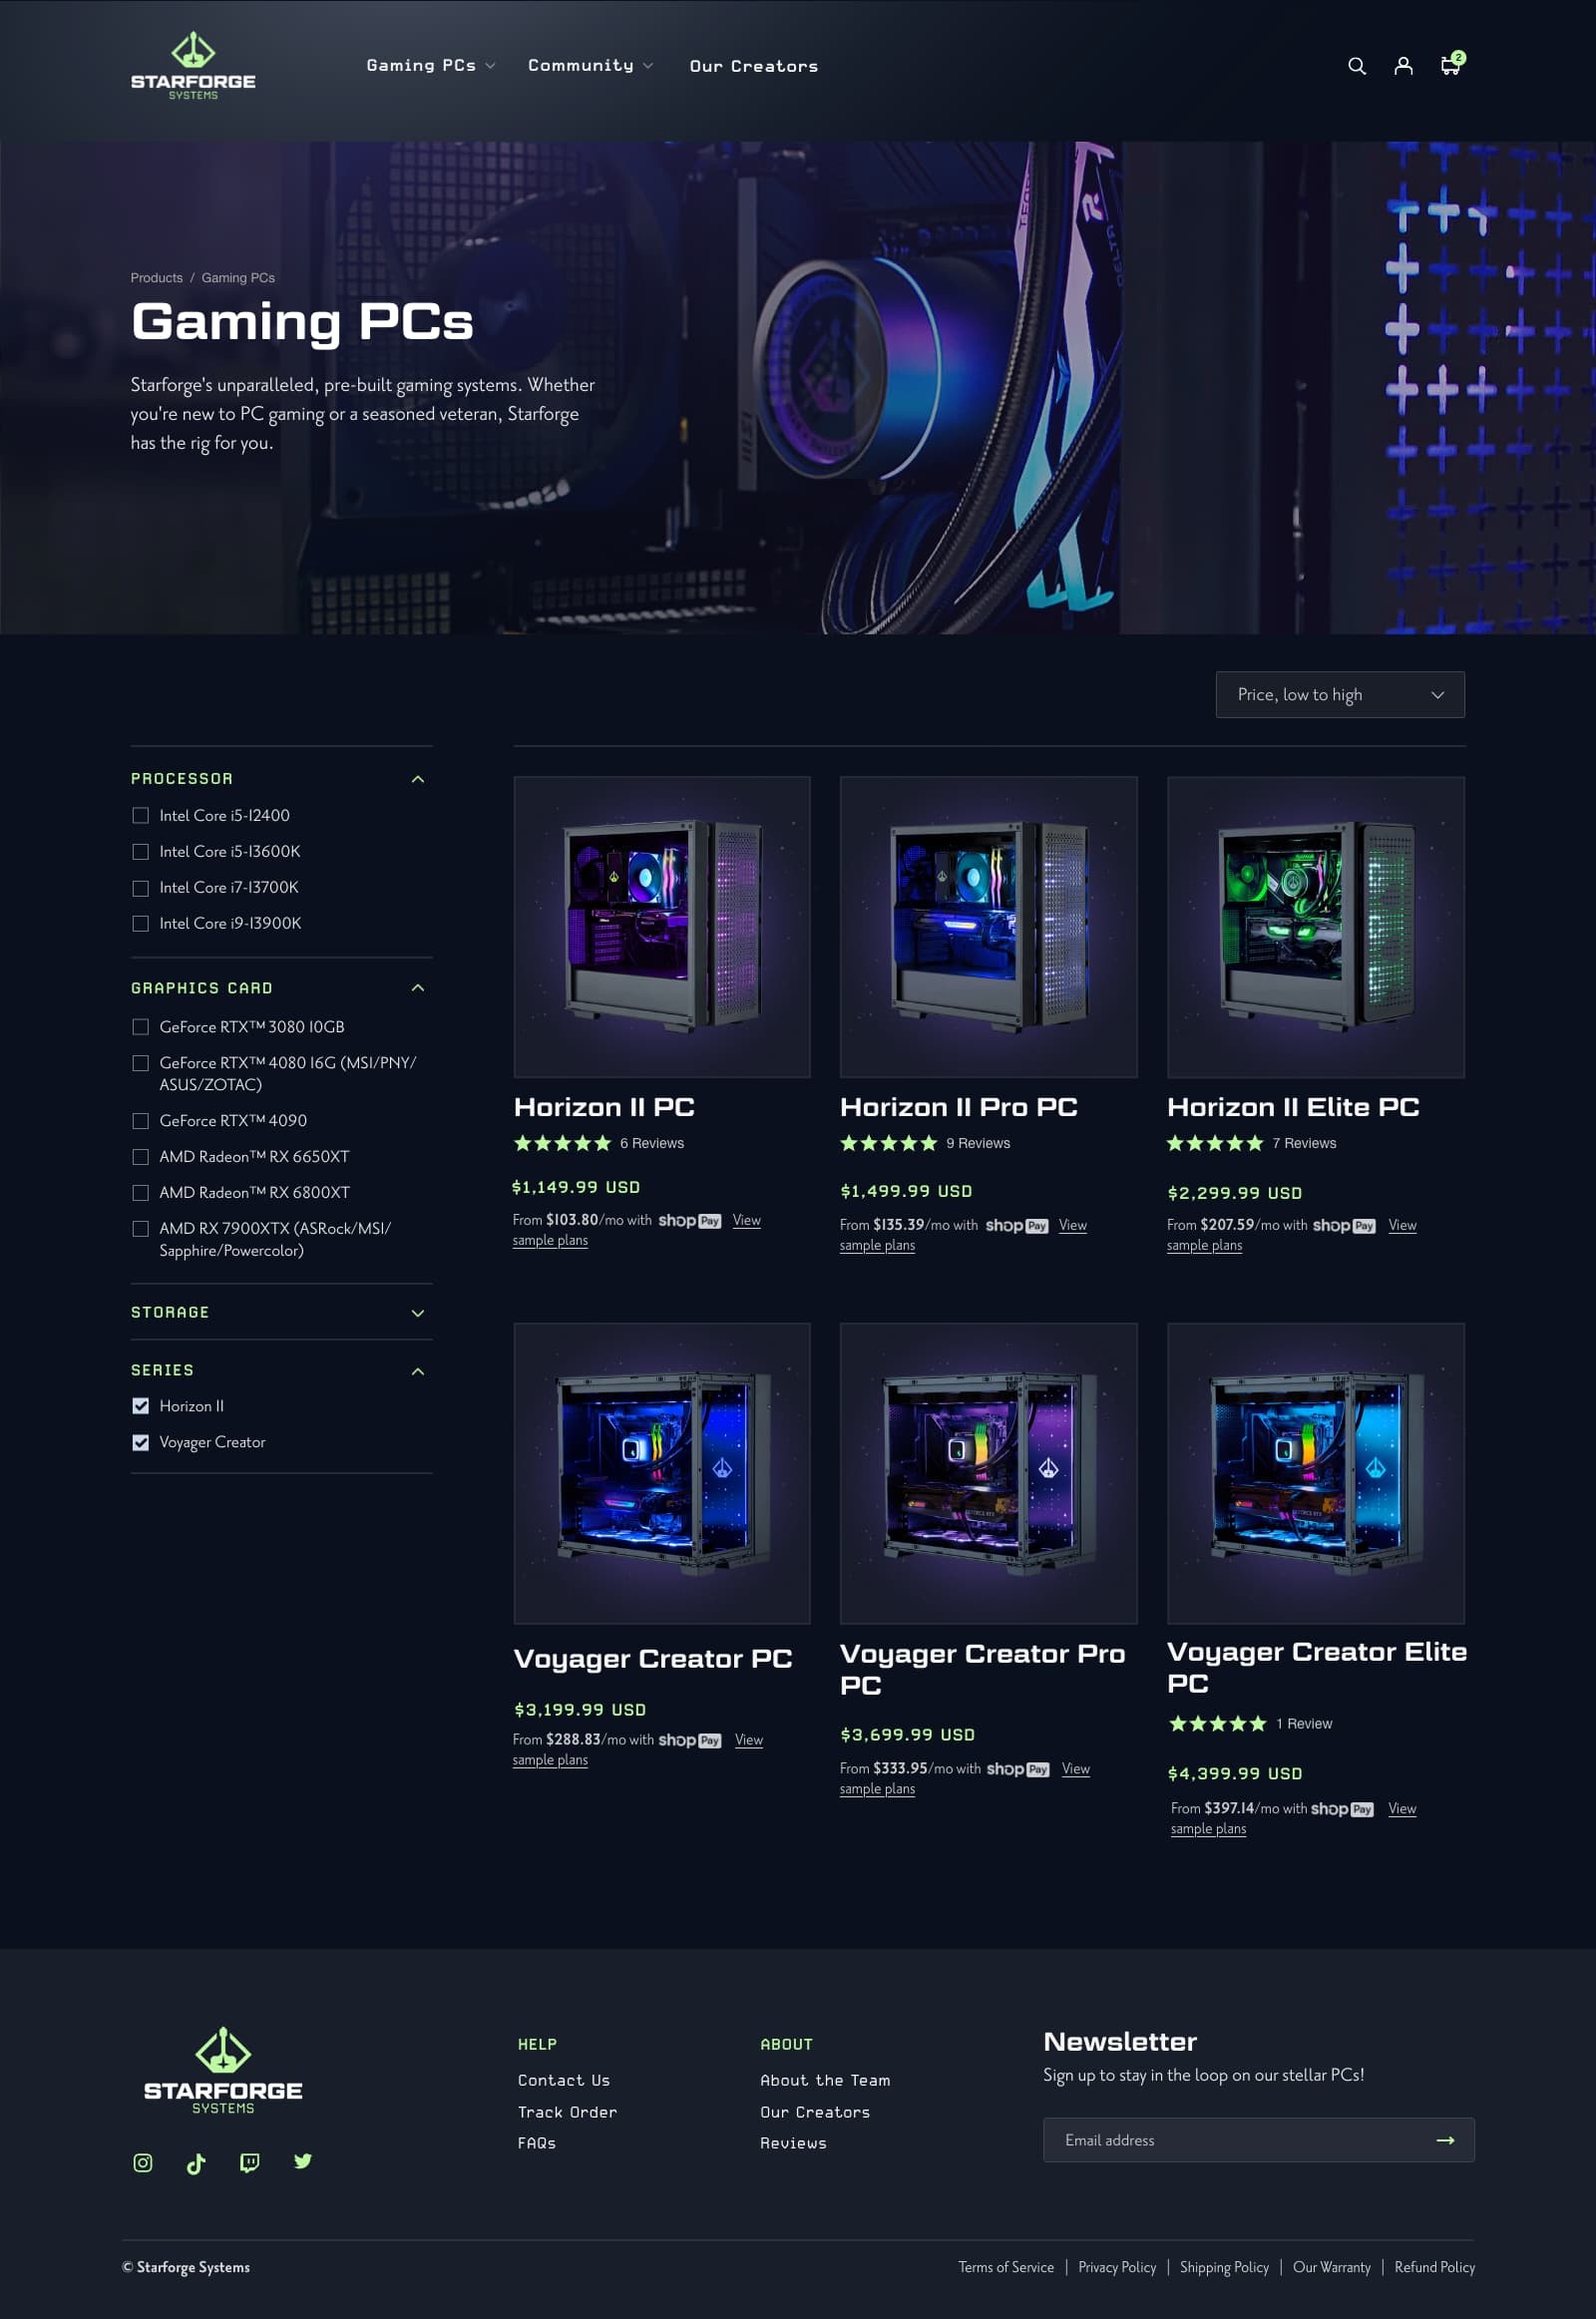 STARFORGE
SYSTEMS
Gaming PCs
Community
Our Creators
2
Products / Gaming PCs
Gaming PCs
Starforge's unparalleled, pre-built gaming systems. Whether
you're new to PC gaming or a seasoned veteran, Starforge
has the rig for you.
Price, low to high
PROCESSOR
Intel Core i5-12400
Intel Core i5-13600K
Intel Core i7-13700K
Intel Core i9-13900K
GRAPHICS CARD
GeForce RTX™ 3080 10GB
GeForce RTX™ 4080 16G (MSI/PNY/
ASUS/ZOTAC)
GeForce RTX™ 4090
AMD Radeon™ RX 6650XT
AMD Radeon™ RX 6800XT
AMD RX 7900XTX (ASRock/MSI/
Sapphire/Powercolor)
STORAGE
SERIES
Horizon II
Voyager Creator
Horizon II PC
6 Reviews
$1,149.99 USD
From $103.80/mo with shop Pay View
sample plans
Horizon II Pro PC
9 Reviews
$1,499.99 USD
From $135.39/mo with shop Pay View
sample plans
Horizon II Elite PC
7 Reviews
$2,299.99 USD
From $207.59/mo with shop Pay View
sample plans
Voyager Creator PC
$3,199.99 USD
From $288.83/mo with shop Pay View
sample plans
Voyager Creator Pro
PC
$3,699.99 USD
From $333.95/mo with shop Pay View
sample plans
Voyager Creator Elite
PC
1 Review
$4,399.99 USD
From $397.14/mo with shop Pay View
sample plans
STARFORGE
SYSTEMS
HELP
Contact Us
Track Order
FAQs
ABOUT
About the Team
Our Creators
Reviews
Newsletter
Sign up to stay in the loop on our stellar PCs!
Email address
© Starforge Systems
Terms of Service | Privacy Policy | Shipping Policy | Our Warranty | Refund Policy